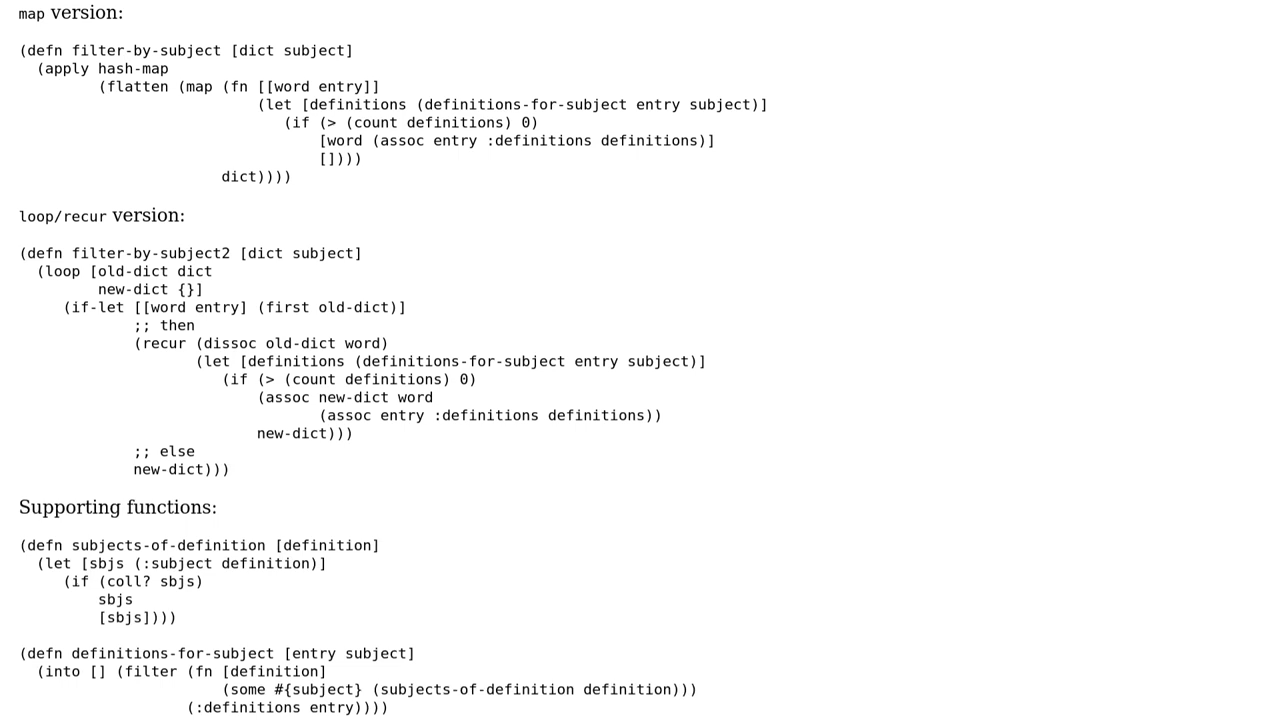 map version:
(defn filter-by-subject [dict subject]
  (apply hash-map
         (flatten (map (fn [[word entry]]
                           (let [definitions (definitions-for-subject entry subject)]
                              (if (> (count definitions) 0)
                                  [word (assoc entry :definitions definitions)]
                                  [])))
                       dict))))
loop/recur version:
(defn filter-by-subject2 [dict subject]
  (loop [old-dict dict
         new-dict {}]
     (if-let [[word entry] (first old-dict)]
             ;; then
             (recur (dissoc old-dict word)
                    (let [definitions (definitions-for-subject entry subject)]
                       (if (> (count definitions) 0)
                           (assoc new-dict word
                                  (assoc entry :definitions definitions))
                           new-dict)))
             ;; else
             new-dict)))
Supporting functions:
(defn subjects-of-definition [definition]
  (let [sbjs (:subject definition)]
     (if (coll? sbjs)
         sbjs
         [sbjs])))
(defn definitions-for-subject [entry subject]
  (into [] (filter (fn [definition]
                       (some #{subject} (subjects-of-definition definition)))
                   (:definitions entry))))